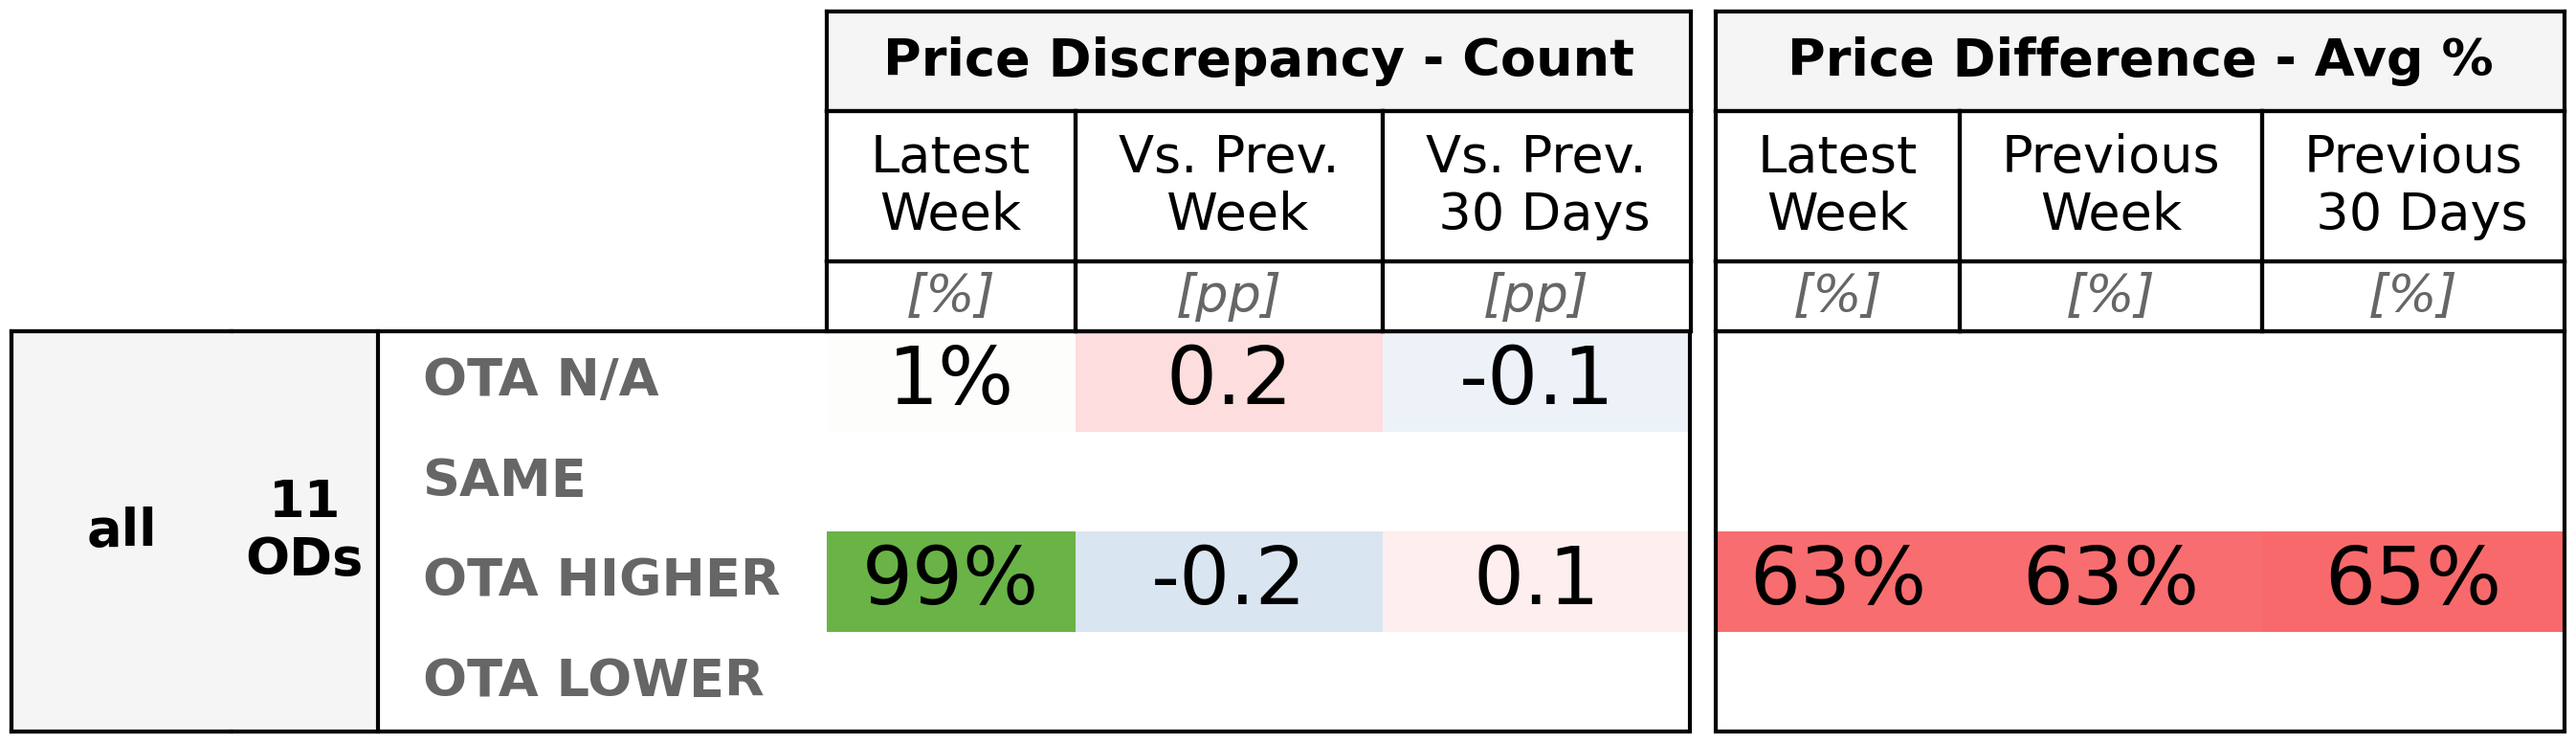 Price Discrepancy - Count Price Difference - Avg %
Latest Week Vs. Prev. Week Vs. Prev. 30 Days Latest Week Previous Week Previous 30 Days
[%] [pp] [pp] [%] [%] [%]
all 11 ODs
OTA N/A 1% 0.2 -0.1
SAME
OTA HIGHER 99% -0.2 0.1 63% 63% 65%
OTA LOWER